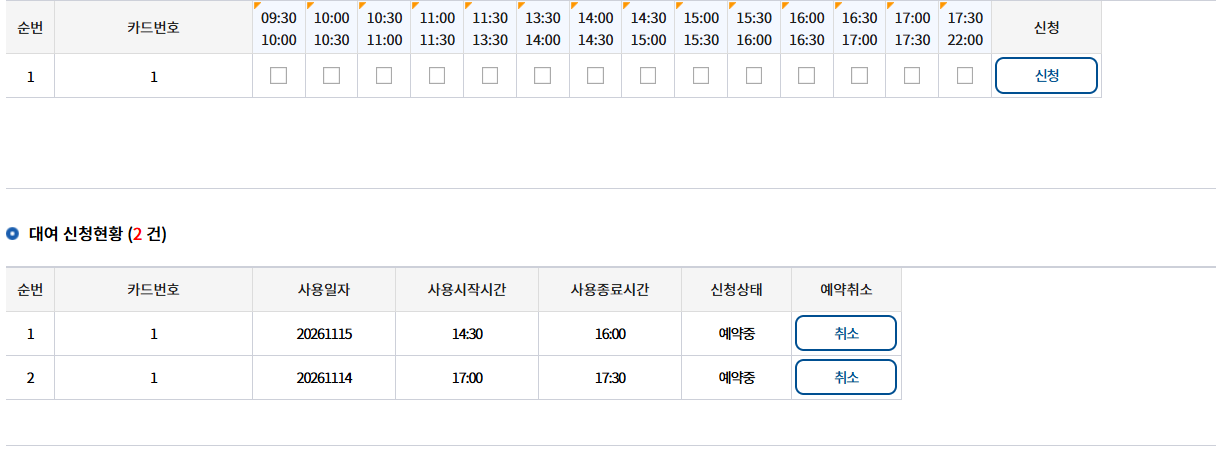 순번 카드번호 09:30 10:00 10:30 11:00 11:30 13:30 14:00 14:30 15:00 15:30 16:00 16:30 17:00 17:30 신청
10:00 10:30 11:00 11:30 13:30 14:00 14:30 15:00 15:30 16:00 16:30 17:00 17:30 22:00
1 1 신청
대여 신청현황 (2 건)
순번 카드번호 사용일자 사용시작시간 사용종료시간 신청상태 예약취소
1 1 20261115 14:30 16:00 예약중 취소
2 1 20261114 17:00 17:30 예약중 취소